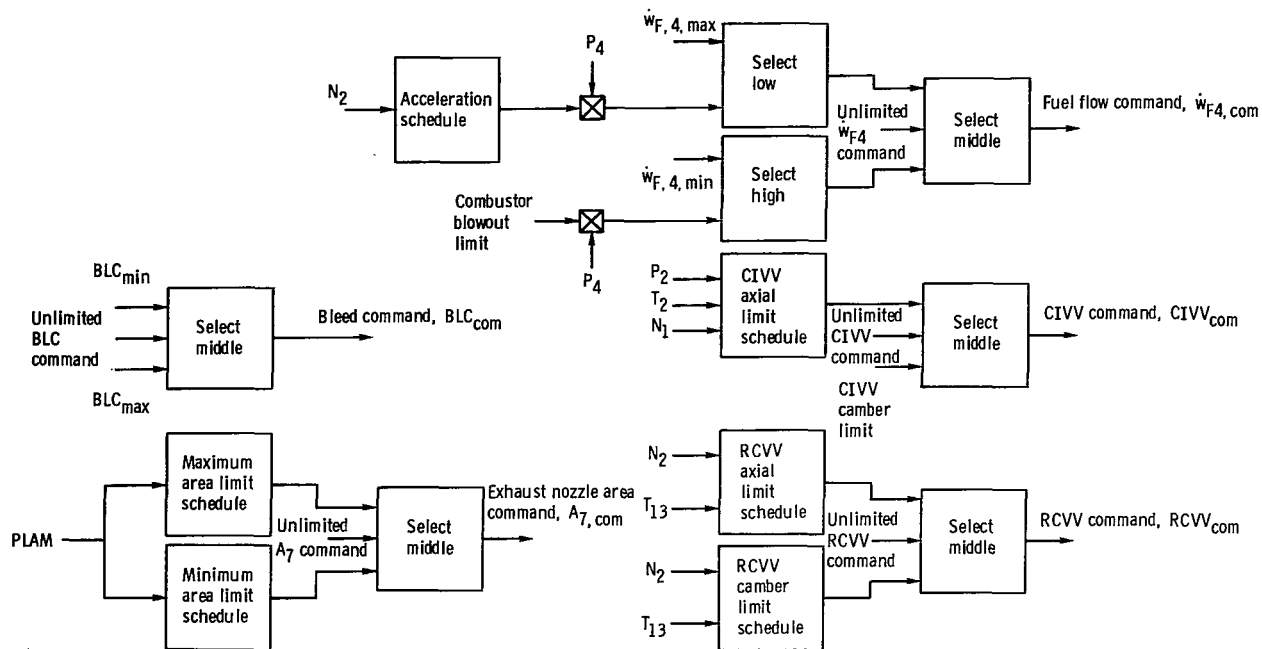 ẇF, 4, max
P4
N2
Acceleration
schedule
Select
low
Unlimited
ẇF4
command
Select
middle
Fuel flow command, ẇF4, com
ẇF, 4, min
Select
high
Combustor
blowout
limit
P4
BLCmin
Unlimited
BLC
command
BLCmax
Select
middle
Bleed command, BLCcom
P2
T2
N1
CIVV
axial
limit
schedule
Unlimited
CIVV
command
CIVV
camber
limit
Select
middle
CIVV command, CIVVcom
PLAM
Maximum
area limit
schedule
Minimum
area limit
schedule
Unlimited
A7 command
Select
middle
Exhaust nozzle area
command, A7, com
N2
T13
RCVV
axial
limit
schedule
N2
T13
RCVV
camber
limit
schedule
Unlimited
RCVV
command
Select
middle
RCVV command, RCVVcom